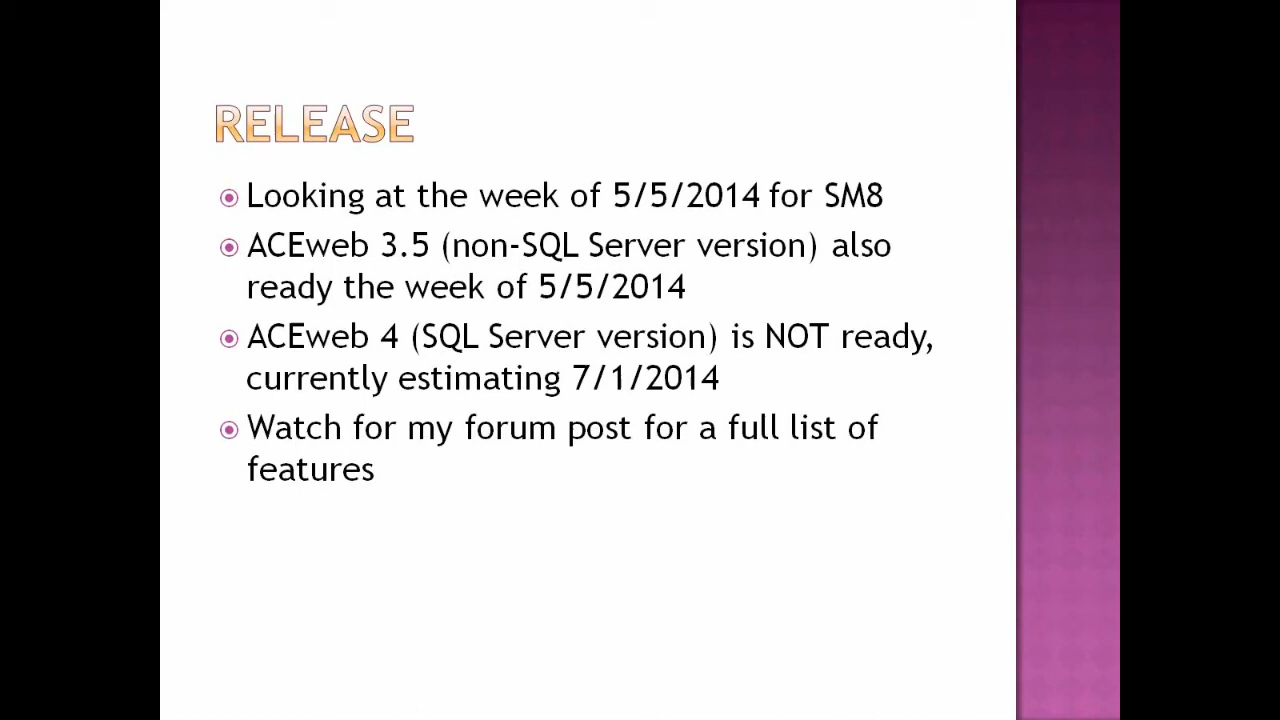 RELEASE
Looking at the week of 5/5/2014 for SM8
ACEweb 3.5 (non-SQL Server version) also
ready the week of 5/5/2014
ACEweb 4 (SQL Server version) is NOT ready,
currently estimating 7/1/2014
Watch for my forum post for a full list of
features